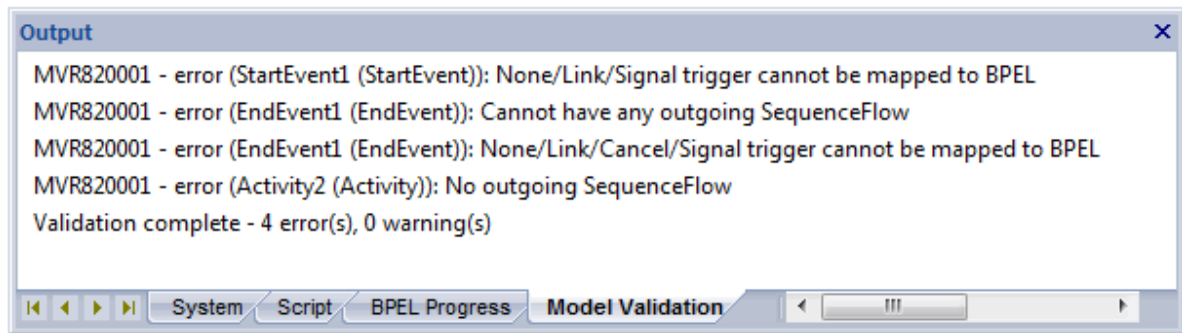 Output
MVR820001 - error (StartEvent1 (StartEvent)): None/Link/Signal trigger cannot be mapped to BPEL
MVR820001 - error (EndEvent1 (EndEvent)): Cannot have any outgoing SequenceFlow
MVR820001 - error (EndEvent1 (EndEvent)): None/Link/Cancel/Signal trigger cannot be mapped to BPEL
MVR820001 - error (Activity2 (Activity)): No outgoing SequenceFlow
Validation complete - 4 error(s), 0 warning(s)
System Script BPEL Progress Model Validation